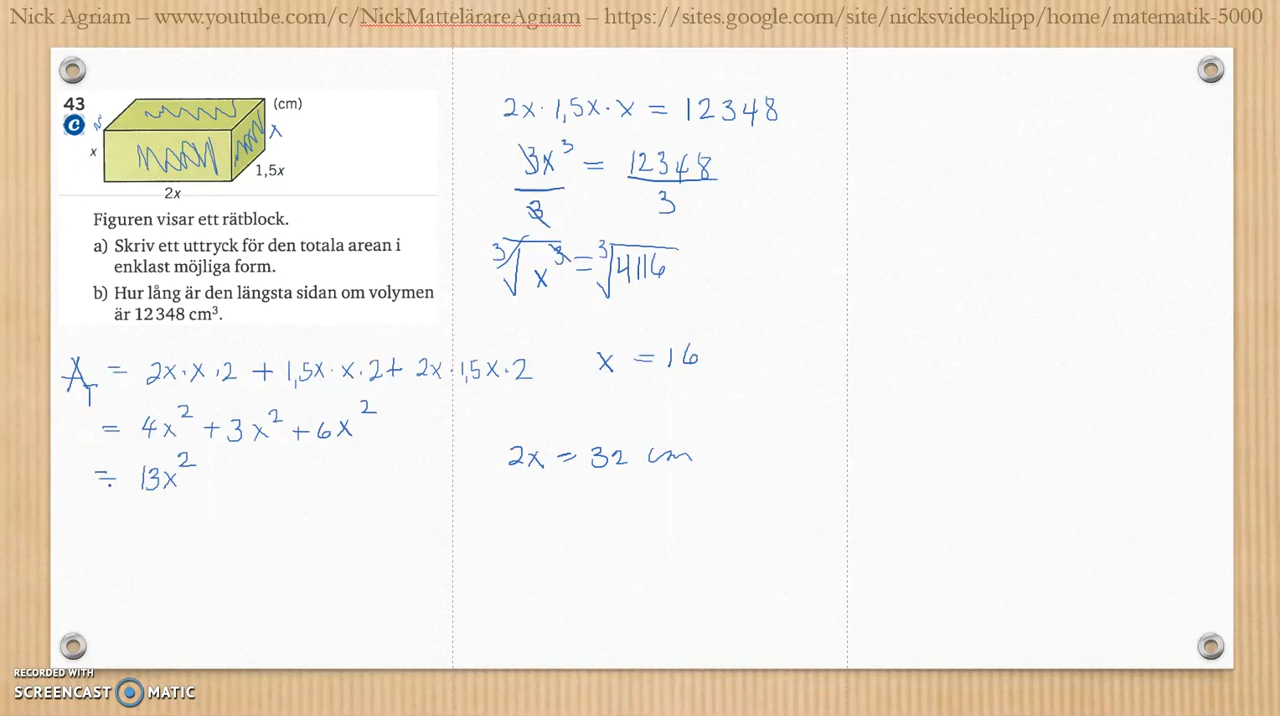 Nick Agriam – www.youtube.com/c/NickMattelärareAgriam – https://sites.google.com/site/nicksvideoklipp/home/matematik-5000
43
(cm)
C
x
x
1,5x
2x
Figuren visar ett rätblock.
a) Skriv ett uttryck för den totala arean i
enklast möjliga form.
b) Hur lång är den längsta sidan om volymen
är 12 348 cm³.
A_T = 2x·x·2 + 1,5x·x·2 + 2x·1,5x·2
= 4x² + 3x² + 6x²
= 13x²
2x·1,5x·x = 12348
3x³/3 = 12348/3
³√x³ = ³√4116
x = 16
2x = 32 cm
RECORDED WITH
SCREENCAST MATIC